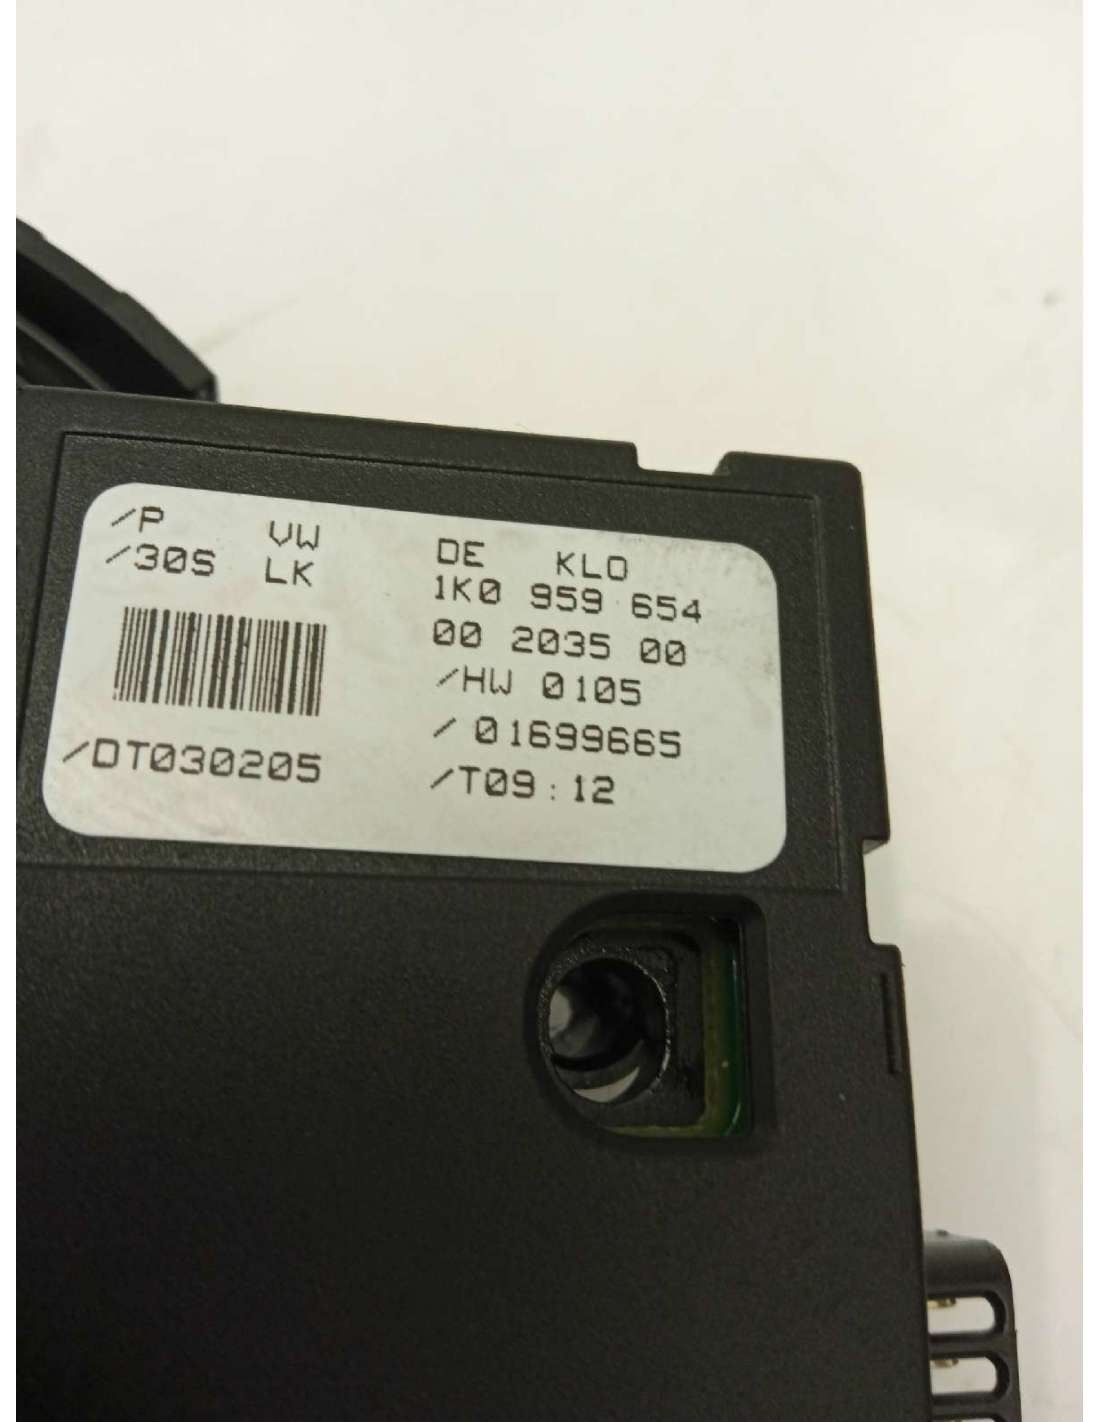 /P VW DE KLO
/30S LK 1K0 959 654
00 2035 00
/HW 0105
/ 01699665
/DT030205 /T09:12